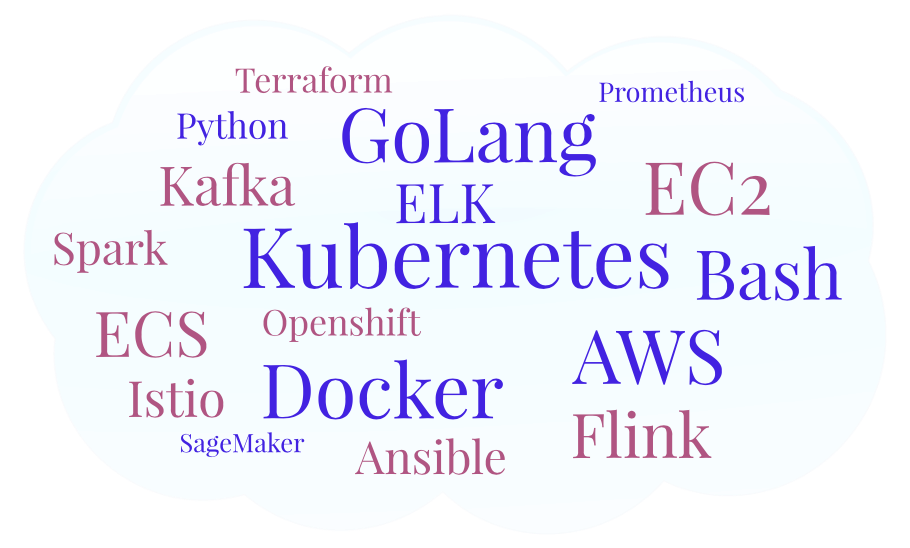 Terraform
Prometheus
Python
GoLang
Kafka
EC2
ELK
Spark
Kubernetes
Bash
ECS
Openshift
AWS
Istio
Docker
Flink
SageMaker
Ansible